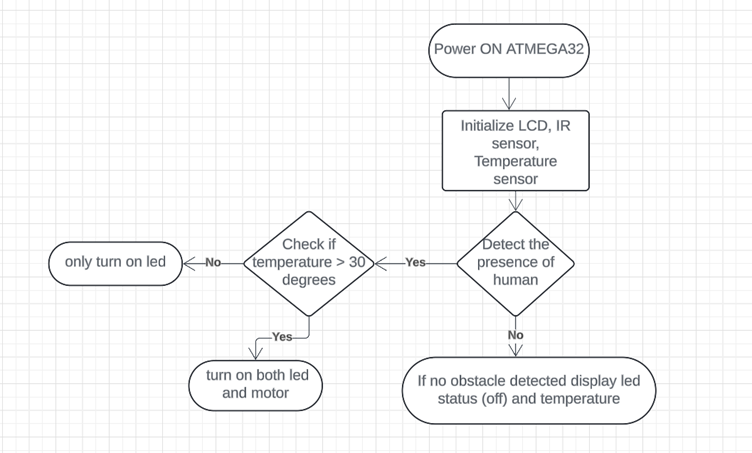 Power ON ATMEGA32
Initialize LCD, IR
sensor,
Temperature
sensor
Detect the
presence of
human
Yes
Check if
temperature > 30
degrees
No
only turn on led
Yes
turn on both led
and motor
No
If no obstacle detected display led
status (off) and temperature